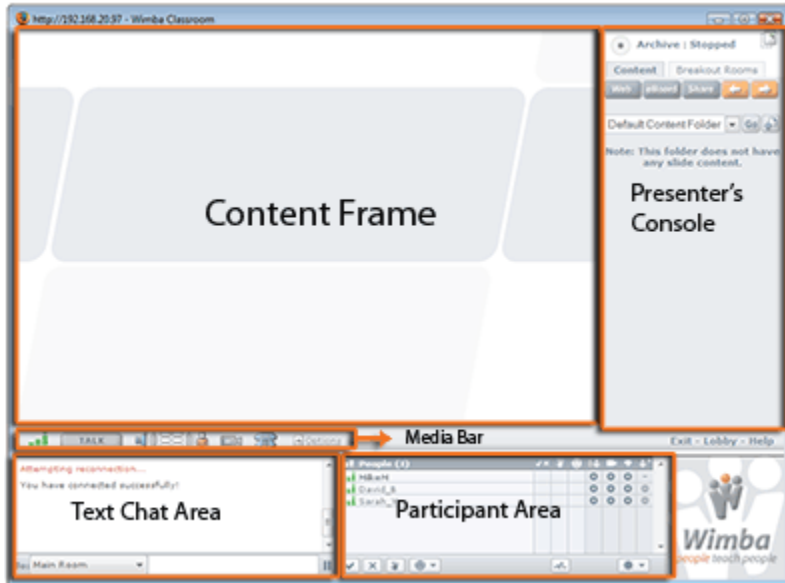 http://192.168.20.97 - Wimba Classroom
Archive : Stopped
Content Breakout Rooms
Web eBoard Share
Default Content Folder Go
Note: This folder does not have
any slide content.
Content Frame
Presenter's
Console
TALK Options
Media Bar
Exit - Lobby - Help
Attempting reconnection...
You have connected successfully!
Text Chat Area
Main Room
People (3)
MikeM
David_B
Sarah_
Participant Area
Wimba
people teach people